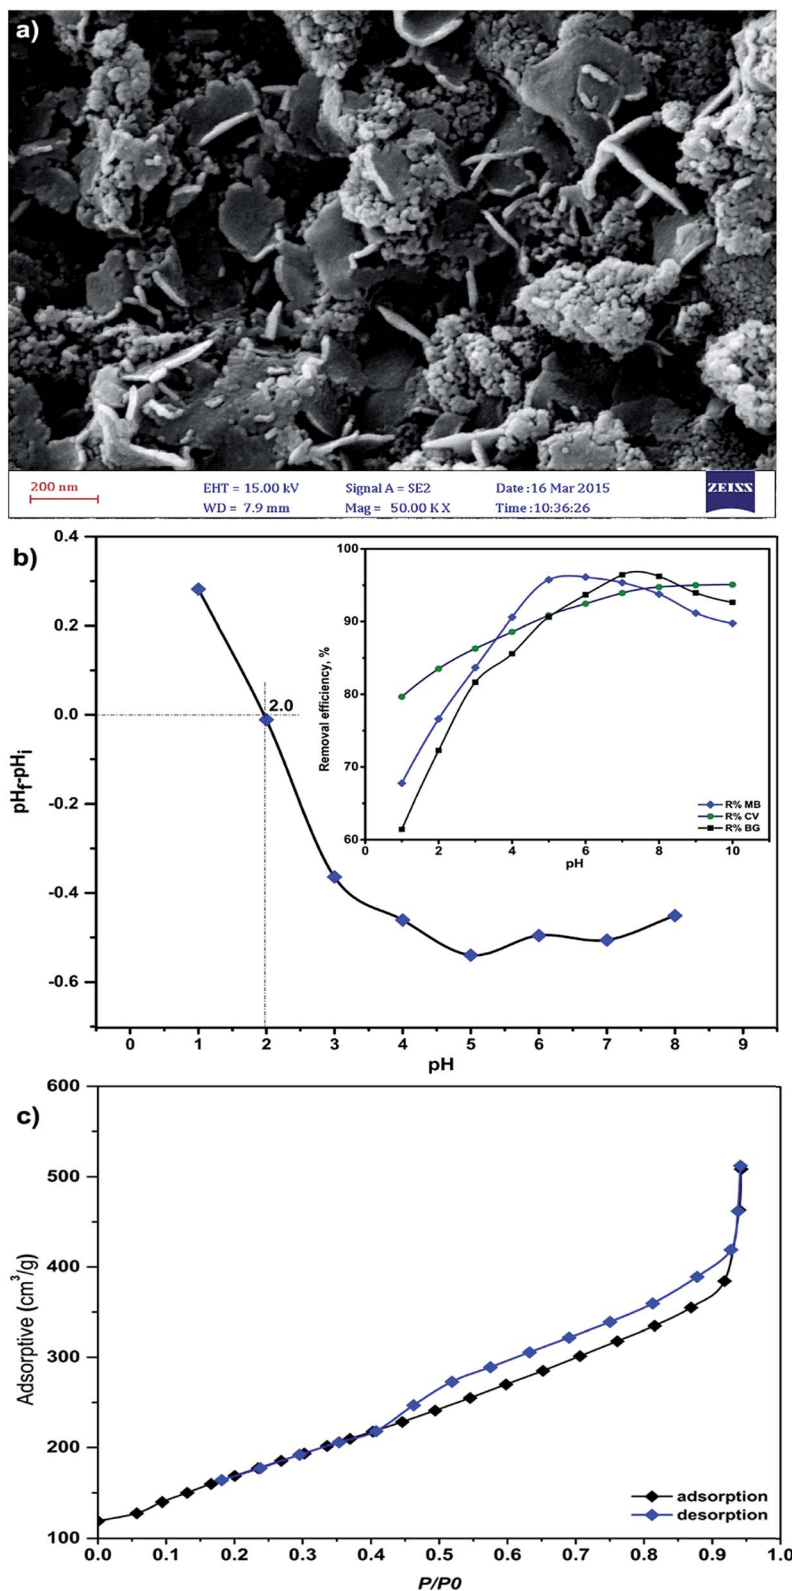 a)
200 nm
EHT = 15.00 kV Signal A = SE2 Date :16 Mar 2015
WD = 7.9 mm Mag = 50.00 K X Time :10:36:26
ZEISS
b)
0.4
0.2
0.0
-0.2
-0.4
-0.6
pHf-pHi
2.0
0 1 2 3 4 5 6 7 8 9
pH
100
90
80
70
60
Removal efficiency, %
R% MB
R% CV
R% BG
0 2 4 6 8 10
pH
c)
600
500
400
300
200
100
Adsorptive (cm³/g)
adsorption
desorption
0.0 0.1 0.2 0.3 0.4 0.5 0.6 0.7 0.8 0.9 1.0
P/P0